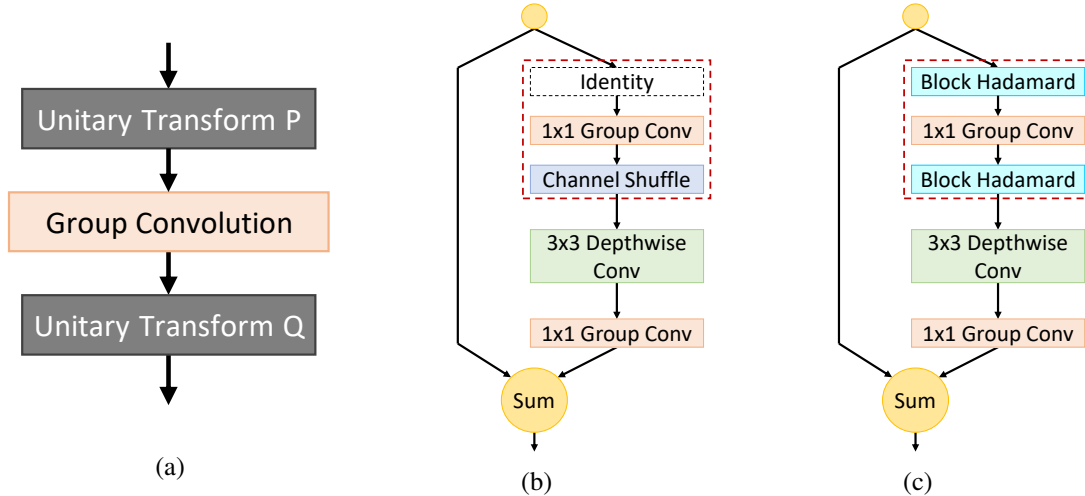 Unitary Transform P
Group Convolution
Unitary Transform Q
(a)
Identity
1x1 Group Conv
Channel Shuffle
3x3 Depthwise
Conv
1x1 Group Conv
Sum
(b)
Block Hadamard
1x1 Group Conv
Block Hadamard
3x3 Depthwise
Conv
1x1 Group Conv
Sum
(c)